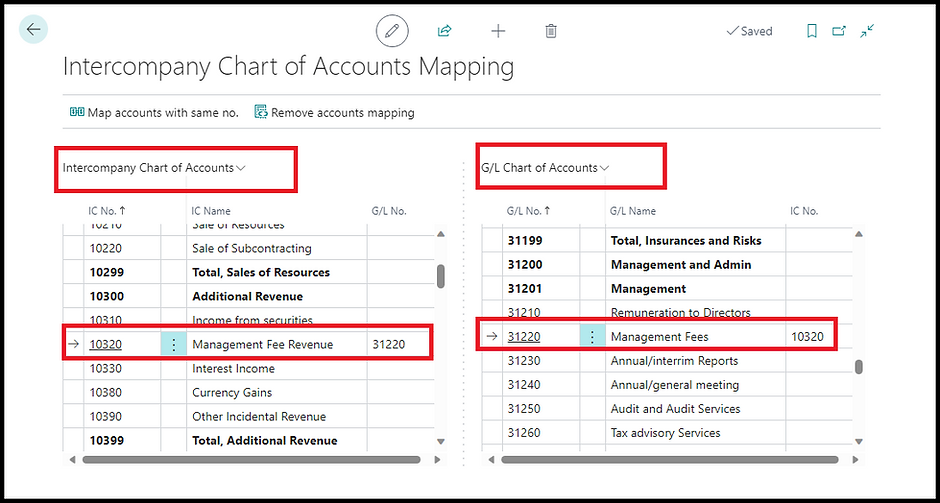 Saved
Intercompany Chart of Accounts Mapping
Map accounts with same no. Remove accounts mapping
Intercompany Chart of Accounts
IC No. ↑ IC Name G/L No.
10210 Sale of Resources
10220 Sale of Subcontracting
10299 Total, Sales of Resources
10300 Additional Revenue
10310 Income from securities
10320 Management Fee Revenue 31220
10330 Interest Income
10380 Currency Gains
10390 Other Incidental Revenue
10399 Total, Additional Revenue
G/L Chart of Accounts
G/L No. ↑ G/L Name IC No.
31199 Total, Insurances and Risks
31200 Management and Admin
31201 Management
31210 Remuneration to Directors
31220 Management Fees 10320
31230 Annual/interim Reports
31240 Annual/general meeting
31250 Audit and Audit Services
31260 Tax advisory Services